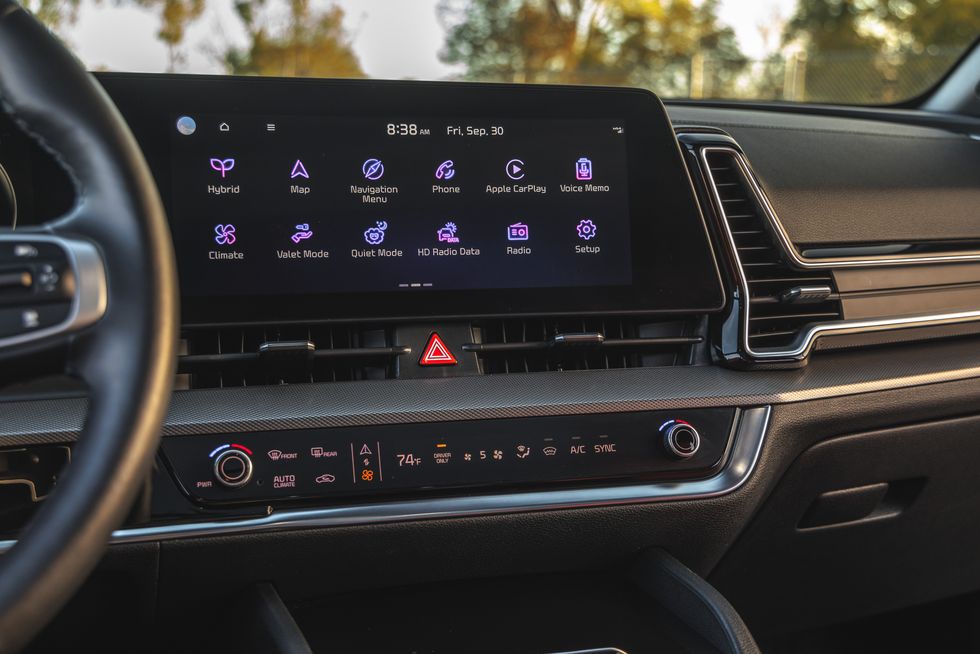 8:38 AM Fri, Sep. 30
Hybrid Map Navigation Menu Phone Apple CarPlay Voice Memo
Climate Valet Mode Quiet Mode HD Radio Data Radio Setup
DATA
PWR FRONT REAR
AUTO CLIMATE
74°F DRIVER ONLY 5 A/C SYNC